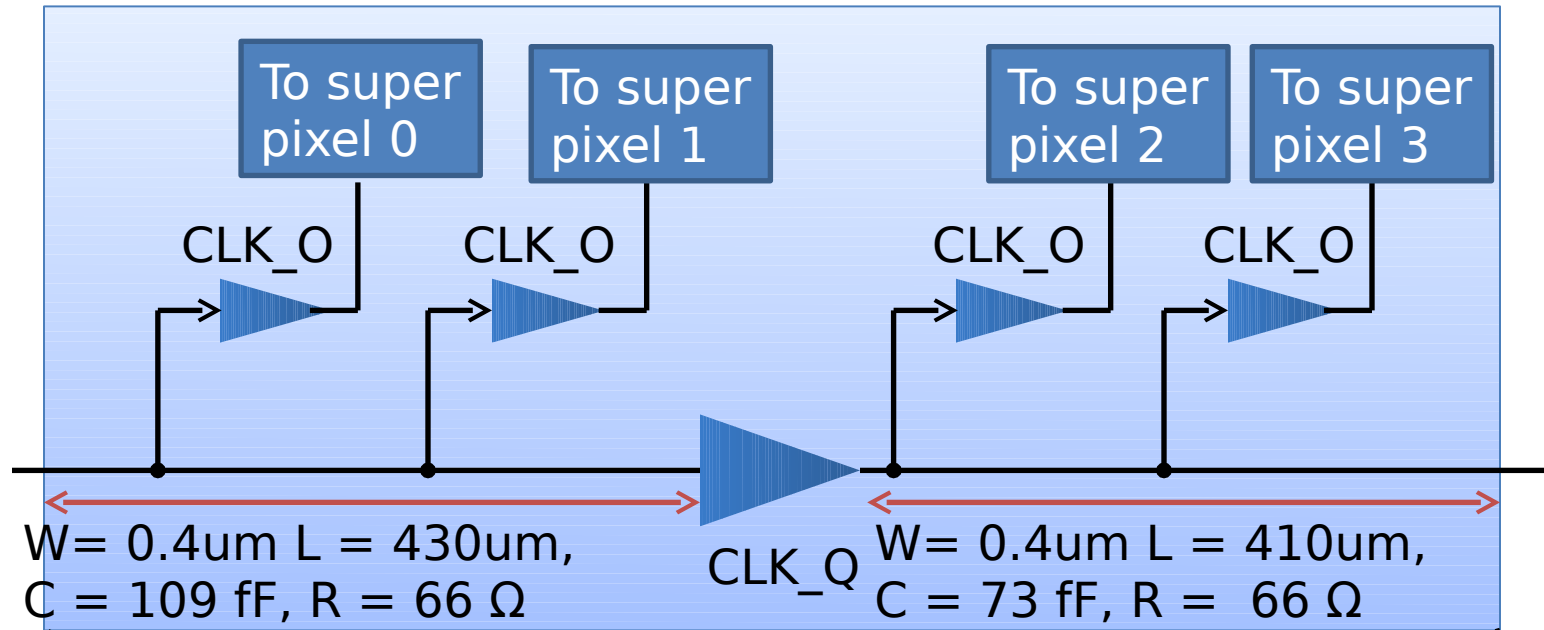 To super
pixel 0
To super
pixel 1
To super
pixel 2
To super
pixel 3
CLK_O
CLK_O
CLK_O
CLK_O
CLK_Q
W= 0.4um L = 430um,
C = 109 fF, R = 66 Ω
W= 0.4um L = 410um,
C = 73 fF, R =  66 Ω